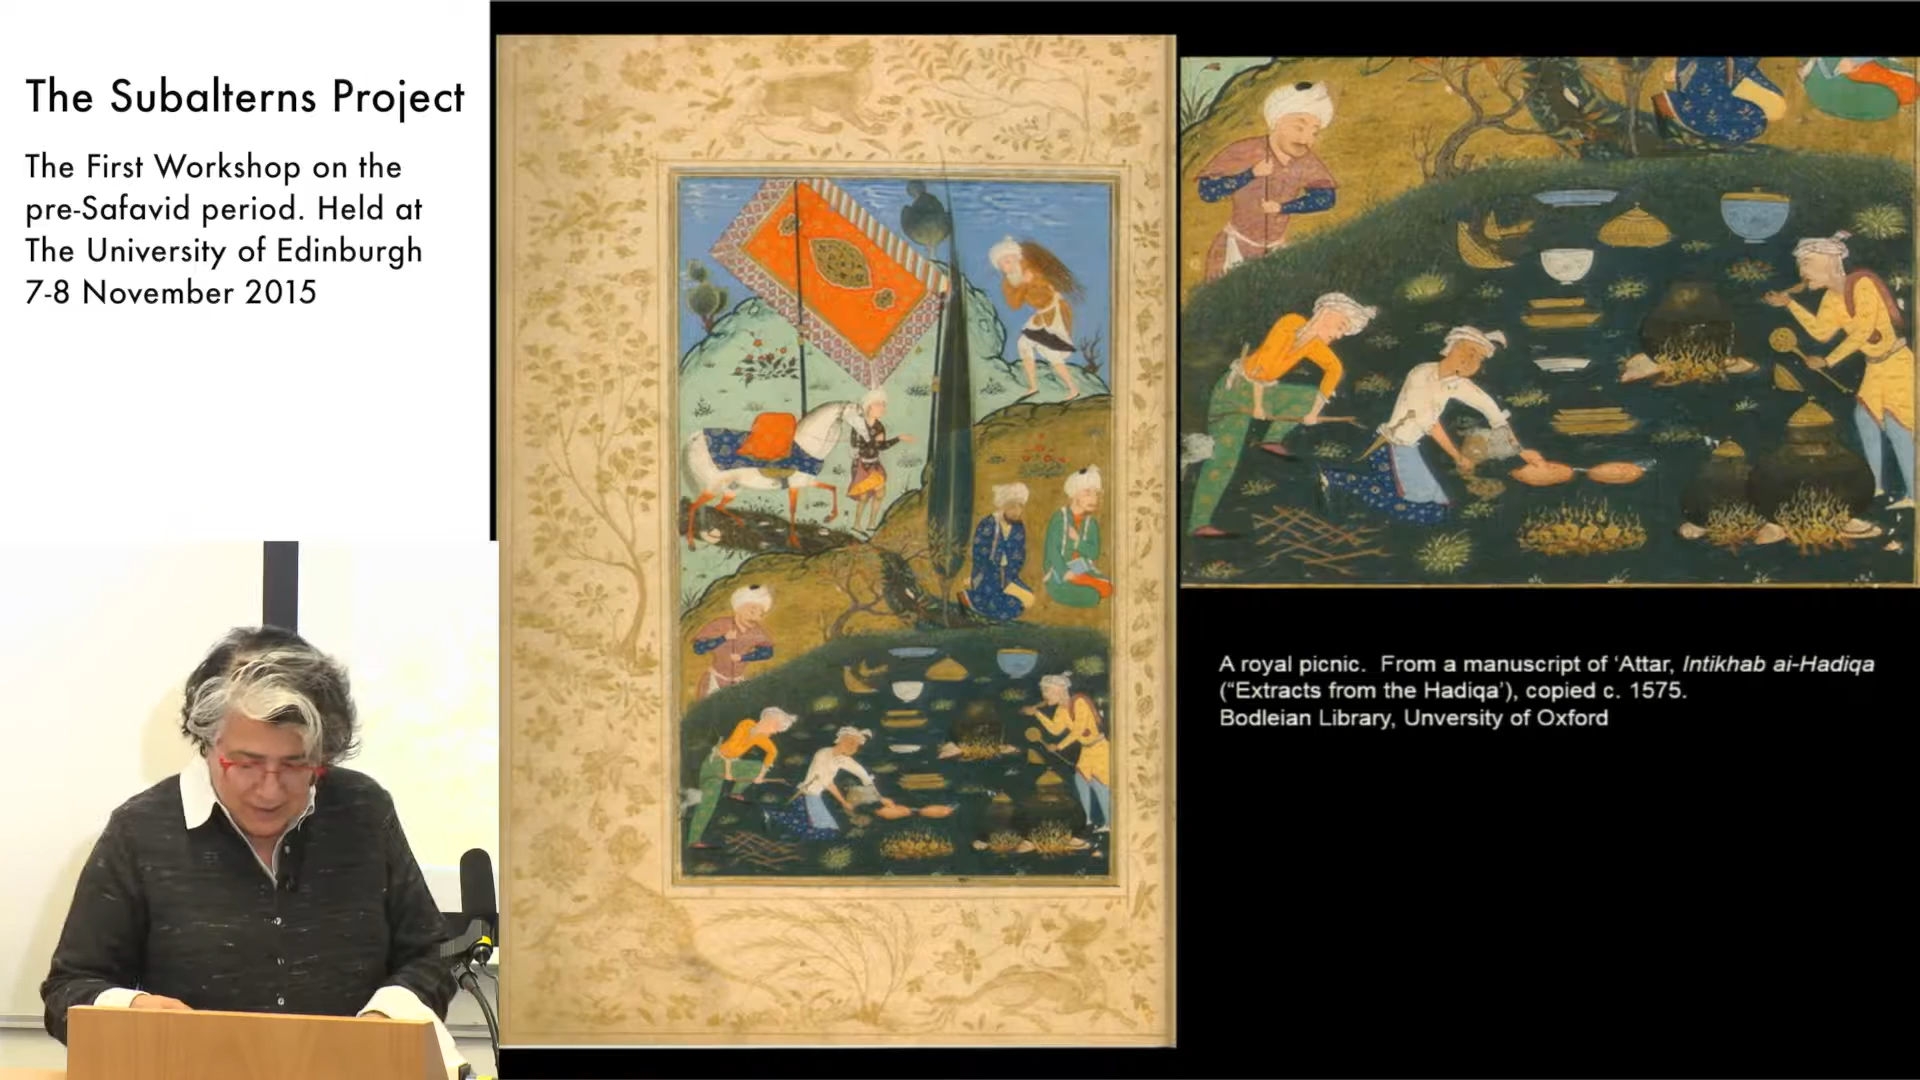 The Subalterns Project
The First Workshop on the
pre-Safavid period. Held at
The University of Edinburgh
7-8 November 2015
A royal picnic. From a manuscript of ‘Attar, Intikhab ai-Hadiqa
(“Extracts from the Hadiqa’), copied c. 1575.
Bodleian Library, Unversity of Oxford